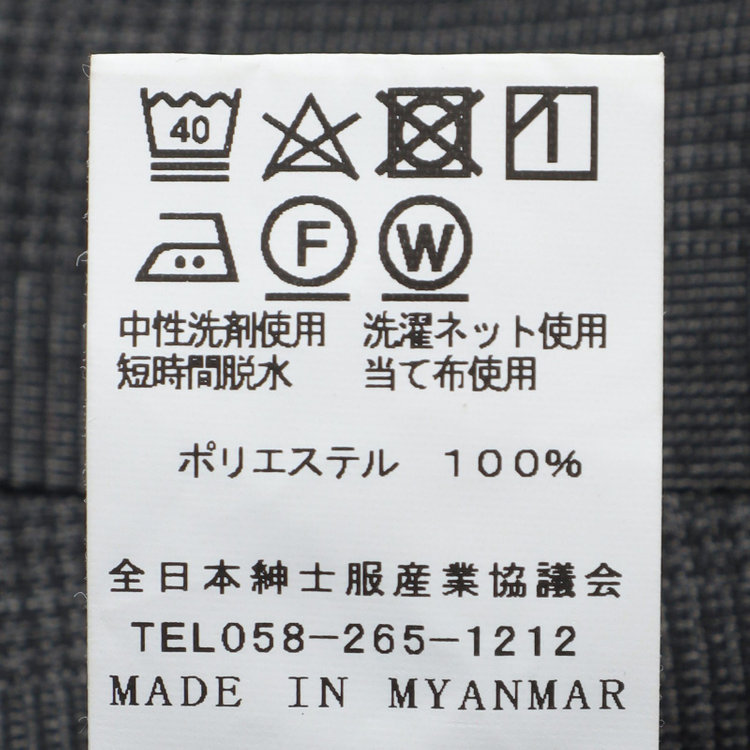 40
F W
中性洗剤使用 洗濯ネット使用
短時間脱水 当て布使用
ポリエステル 100%
全日本紳士服産業協議会
TEL058-265-1212
MADE IN MYANMAR